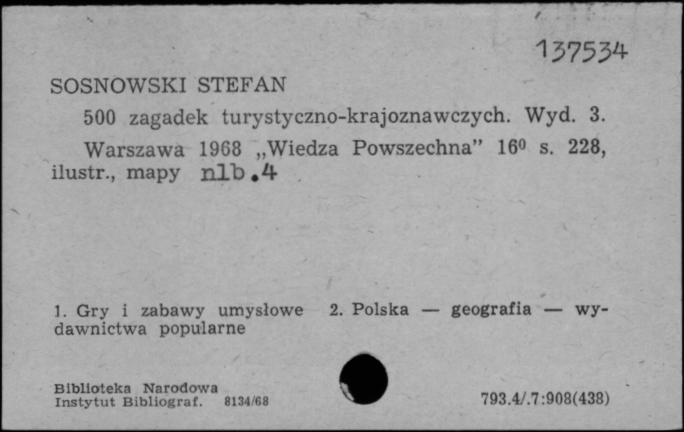 137534
SOSNOWSKI STEFAN
500 zagadek turystyczno-krajoznawczych. Wyd. 3.
Warszawa 1968 „Wiedza Powszechna” 16⁰ s. 228,
ilustr., mapy nlb.4
1. Gry i zabawy umysłowe 2. Polska — geografia — wy-
dawnictwa popularne
Biblioteka Narodowa
Instytut Bibliograf. 8134/68
793.4/.7:908(438)